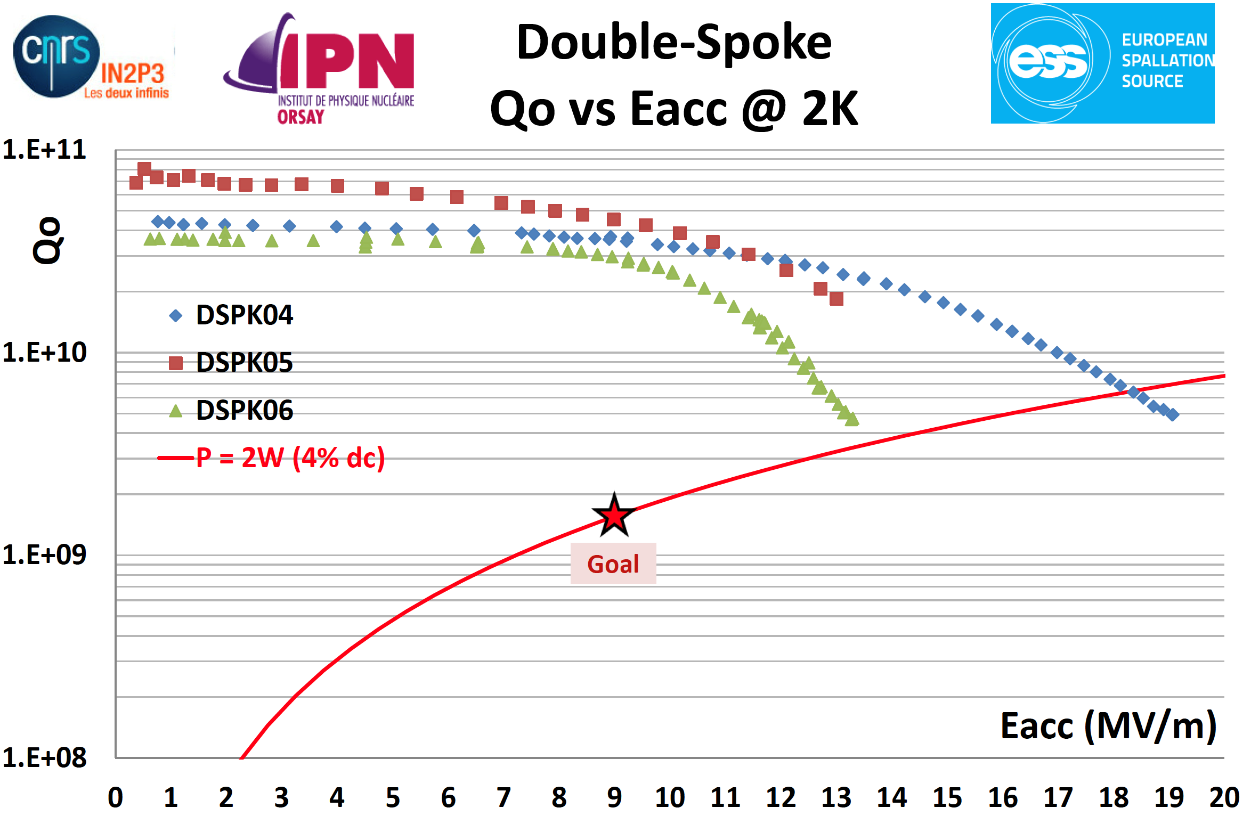 cnrs
IN2P3
Les deux infinis
IPN
INSTITUT DE PHYSIQUE NUCLÉAIRE
ORSAY
Double-Spoke
Qo vs Eacc @ 2K
ess
EUROPEAN
SPALLATION
SOURCE
1.E+11
Qo
DSPK04
1.E+10
DSPK05
DSPK06
P = 2W (4% dc)
1.E+09
Goal
Eacc (MV/m)
1.E+08
0 1 2 3 4 5 6 7 8 9 10 11 12 13 14 15 16 17 18 19 20